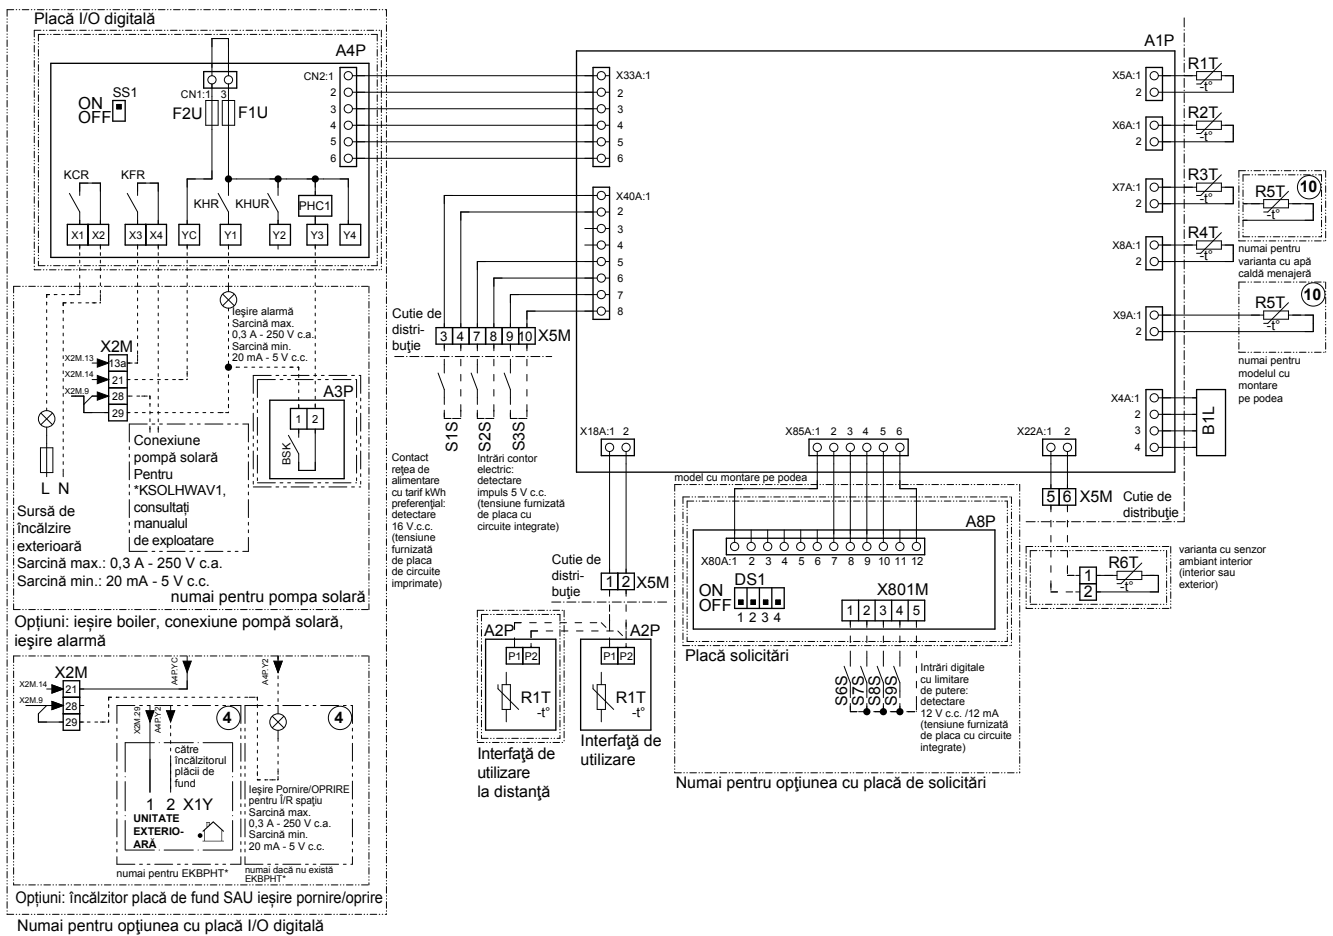 Placă I/O digitală
A4P
A1P
SS1
ON
OFF
CN1:1 3
F2U F1U
CN2:1
2
3
4
5
6
KCR KFR
KHR KHUR PHC1
X1 X2 X3 X4 YC Y1 Y2 Y3 Y4
X33A:1
2
3
4
5
6
X40A:1
2
3
4
5
6
7
8
X5A:1
2
R1T
-t°
X6A:1
2
R2T
-t°
X7A:1
2
R3T
-t°
R5T
-t°
10
numai pentru
varianta cu apă
caldă menajeră
X8A:1
2
R4T
-t°
X9A:1
2
R5T
-t°
10
numai pentru
modelul cu
montare
pe podea
X4A:1
2
3
4
B1L
Ieșire alarmă
Sarcină max.
0,3 A - 250 V c.a.
Sarcină min.
20 mA - 5 V c.c.
X2M
X2M.13
13a
X2M.14
21
X2M.9
28
29
A3P
1 2
BSK
Conexiune
pompă solară
Pentru
*KSOLHWAV1,
consultați
manualul
de exploatare
L N
Sursă de
încălzire
exterioară
Sarcină max.: 0,3 A - 250 V c.a.
Sarcină min.: 20 mA - 5 V c.c.
numai pentru pompa solară
Opțiuni: ieșire boiler, conexiune pompă solară,
ieşire alarmă
Cutie de
distri-
buţie
3 4 7 8 9 10 X5M
S1S
S2S
S3S
Contact
reţea de
alimentare
cu tarif kWh
preferenţial:
detectare
16 V.c.c.
(tensiune
furnizată
de placa
de circuite
imprimate)
Intrări contor
electric:
detectare
impuls 5 V c.c.
(tensiune furnizată
de placa cu
circuite integrate)
X18A:1 2
X85A:1 2 3 4 5 6
X22A:1 2
model cu montare pe podea
5 6 X5M
Cutie de
distribuţie
A8P
X80A:1 2 3 4 5 6 7 8 9 10 11 12
ON
OFF
DS1
1 2 3 4
X801M
1 2 3 4 5
Placă solicitări
S6S
S7S
S8S
S9S
Intrări digitale
cu limitare
de putere:
detectare
12 V c.c. /12 mA
(tensiune furnizată
de placa cu circuite
integrate)
Numai pentru opţiunea cu placă de solicitări
R6T
-t°
1
2
varianta cu senzor
ambiant interior
(interior sau
exterior)
Cutie de
distri-
buţie
1 2 X5M
A2P
P1 P2
R1T
-t°
Interfaţă de
utilizare
la distanţă
A2P
P1 P2
R1T
-t°
Interfaţă de
utilizare
X2M
X2M.14
21
X2M.9
28
29
A4P.YC
A4P.Y2
X2M.29
A4P.Y2
4
4
către
încălzitorul
plăcii de
fund
1 2 X1Y
UNITATE
EXTERIO-
ARĂ
Ieşire Pornire/OPRIRE
pentru Î/R spaţiu
Sarcină max.
0,3 A - 250 V c.a.
Sarcină min.
20 mA - 5 V c.c.
numai pentru EKBPHT*
numai dacă nu există
EKBPHT*
Opțiuni: încălzitor placă de fund SAU ieșire pornire/oprire
Numai pentru opţiunea cu placă I/O digitală